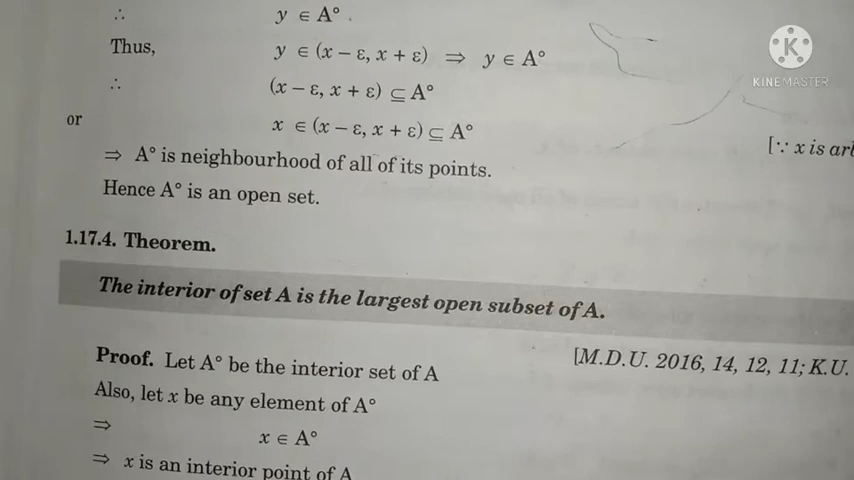 ∴ y ∈ A° .
Thus, y ∈ (x – ε, x + ε) ⇒ y ∈ A°
∴ (x – ε, x + ε) ⊆ A°
or x ∈ (x – ε, x + ε) ⊆ A°
[∵ x is
⇒ A° is neighbourhood of all of its points.
Hence A° is an open set.
1.17.4. Theorem.
The interior of set A is the largest open subset of A.
[M.D.U. 2016, 14, 12, 11; K.U.
Proof. Let A° be the interior set of A
Also, let x be any element of A°
⇒ x ∈ A°
⇒ x is an interior point of A
K
KINEMASTER